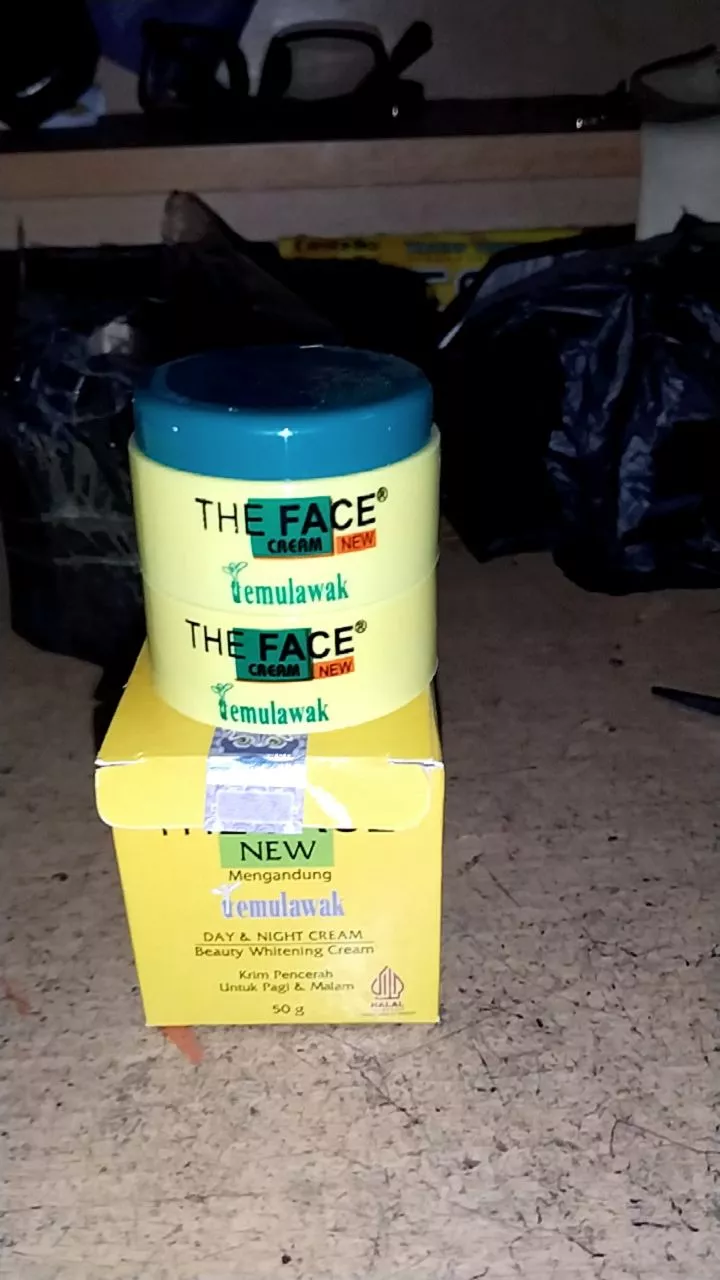 THE FACE®
CREAM NEW
temulawak
THE FACE®
CREAM NEW
temulawak
NEW
Mengandung
temulawak
DAY & NIGHT CREAM
Beauty Whitening Cream
Krim Pencerah
Untuk Pagi & Malam
HALAL
50 g